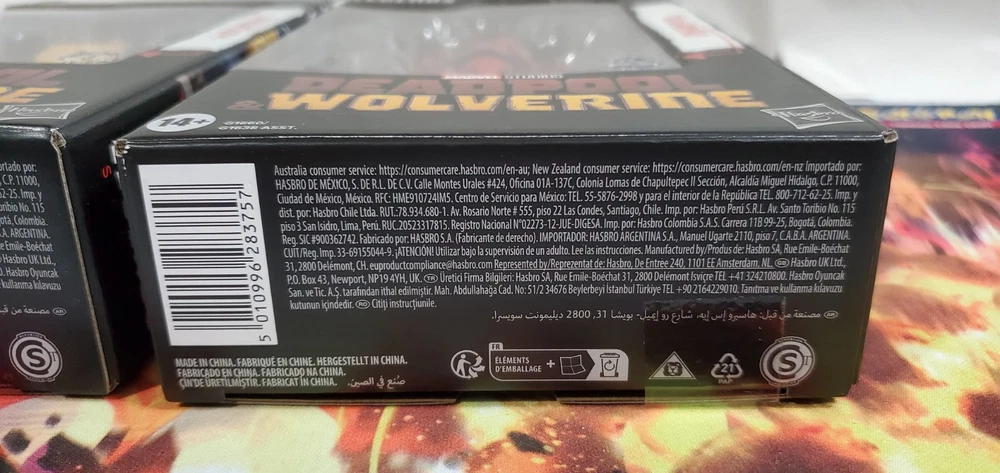 MARVEL STUDIOS
DEADPOOL
& WOLVERINE
Hasbro
14+
G1660/
G1638 ASST.
Australia consumer service: https://consumercare.hasbro.com/en-au; New Zealand consumer service: https://consumercare.hasbro.com/en-nz Importado por:
HASBRO DE MÉXICO, S. DE R.L. DE C.V. Calle Montes Urales #424, Oficina 01A-137C, Colonia Lomas de Chapultepec II Sección, Alcaldía Miguel Hidalgo, C.P. 11000,
Ciudad de México, México. RFC: HME910724IM5. Centro de Servicio para México: TEL. 55-5876-2998 y para el interior de la República TEL. 800-712-62-25. Imp. y
dist. por: Hasbro Chile Ltda. RUT.:78.934.680-1. Av. Rosario Norte # 555, piso 22 Las Condes, Santiago, Chile. Imp. por: Hasbro Perú S.R.L. Av. Santo Toribio No. 115
piso 3 San Isidro, Lima, Perú. RUC.20523317815. Registro Nacional N°02273-12-JUE-DIGESA. Imp. por: Hasbro Colombia S.A.S. Carrera 11B 99-25, Bogotá, Colombia.
Reg. SIC #900362742. Fabricado por: HASBRO S.A. (Fabricante de derecho). IMPORTADOR: HASBRO ARGENTINA S.A., Manuel Ugarte 2110, piso 7, C.A.B.A. ARGENTINA.
CUIT/Reg. Imp. 33-69155044-9. ¡ATENCIÓN! Utilizar bajo la supervisión de un adulto. Lee las instrucciones. Manufactured by/Produs de: Hasbro SA, Rue Emile-Boéchat
31, 2800 Delémont, CH. euproductcompliance@hasbro.com Represented by/Reprezentat de: Hasbro, De Entrée 240, 1101 EE Amsterdam. NL. GB Hasbro UK Ltd.,
P.O. Box 43, Newport, NP19 4YH, UK. TR Üretici Firma Bilgileri: Hasbro SA, Rue Emile-Boéchat 31, 2800 Delémont İsviçre TEL +41 324210800. Hasbro Oyuncak
San. ve Tic. A.Ş. tarafından ithal edilmiştir. Mah. Abdullahağa Cad. No: 51/2 34676 Beylerbeyi İstanbul Türkiye TEL +90 2164229010. Tanıtma ve kullanma kılavuzu
kutunun içindedir. RO Citiți instrucțiunile.
AR مصنعة من قبل: هاسبرو إس إيه، شارع رو إيميل- بويشا 31, 2800 ديليمونت سويسرا.
5 010996 283757
MADE IN CHINA. FABRIQUÉ EN CHINE. HERGESTELLT IN CHINA.
FABRICADO EN CHINA. FABRICADO NA CHINA.
ÇİN'DE ÜRETİLMİŞTİR. FABRICAT ÎN CHINA. صُنع في الصين.
FR
ÉLÉMENTS
D'EMBALLAGE +
21
PAP
S